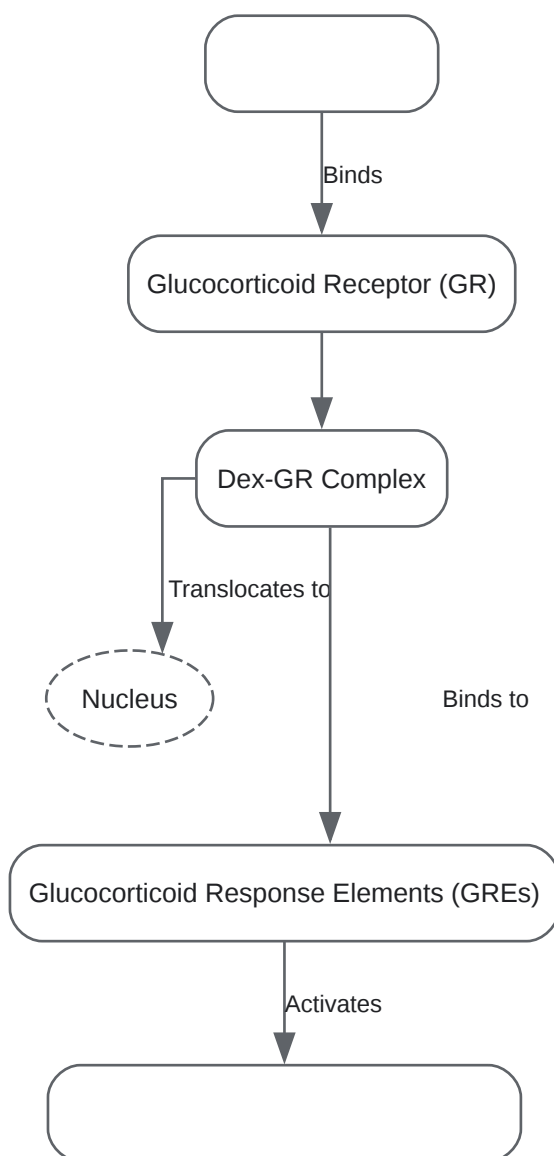 Binds
Glucocorticoid Receptor (GR)
Dex-GR Complex
Translocates to
Nucleus
Binds to
Glucocorticoid Response Elements (GREs)
Activates